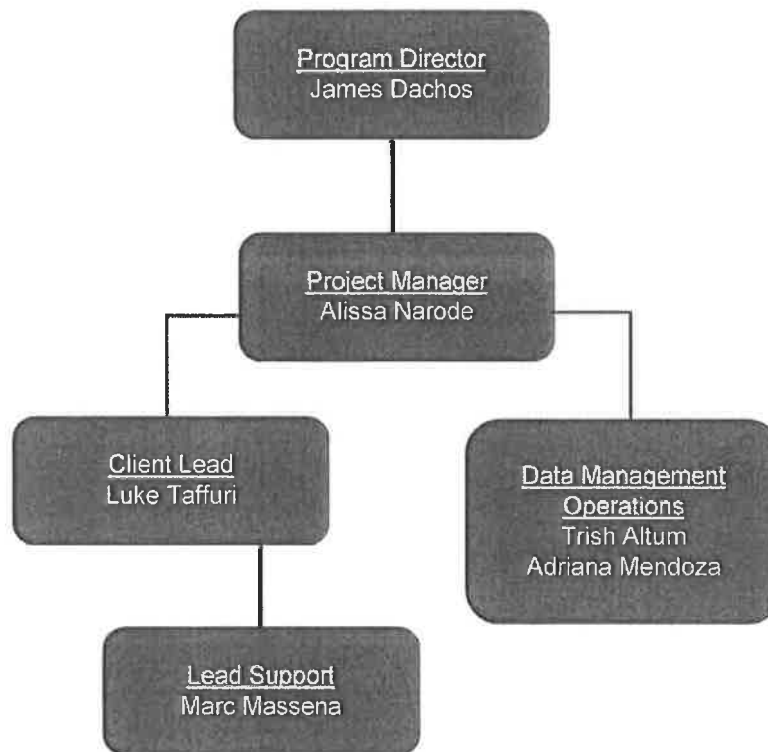 Program Director
James Dachos
Project Manager
Alissa Narode
Client Lead
Luke Taffuri
Data Management
Operations
Trish Altum
Adriana Mendoza
Lead Support
Marc Massena